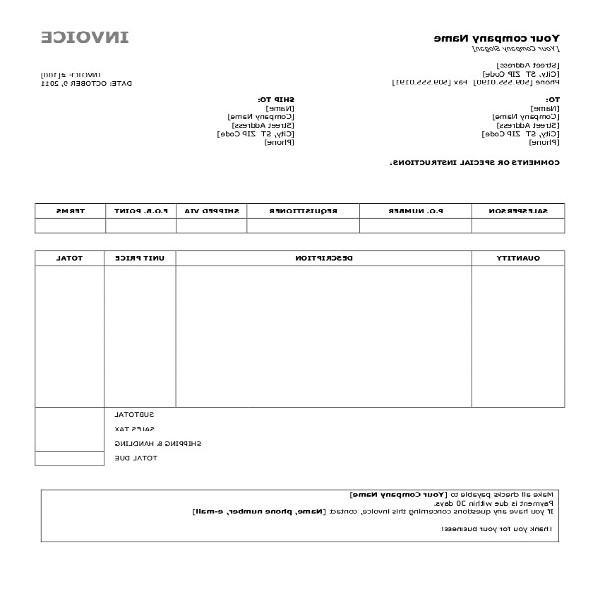 Your company Name
INVOICE
[Your Company Slogan]
[Street Address]
[City, ST ZIP Code]
Phone [509.555.0190] Fax [509.555.0191]
INVOICE # [100]
DATE: OCTOBER, 9, 2011
TO:
[Name]
[Company Name]
[Street Address]
[City, ST ZIP Code]
[Phone]
SHIP TO:
[Name]
[Company Name]
[Street Address]
[City, ST ZIP Code]
[Phone]
COMMENTS OR SPECIAL INSTRUCTIONS:
SALESPERSON P.O. NUMBER REQUISITIONER SHIPPED VIA F.O.B. POINT TERMS
QUANTITY DESCRIPTION UNIT PRICE TOTAL
SUBTOTAL
SALES TAX
SHIPPING & HANDLING
TOTAL DUE
Make all checks payable to [Your Company Name]
Payment is due within 30 days.
If you have any questions concerning this invoice, contact [Name, phone number, e-mail]
Thank you for your business!